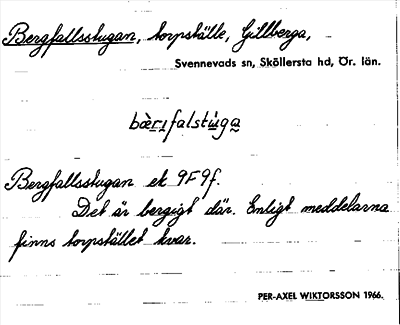 Bergfallsstugan, torpställe, Gillberga,
Svennevads sn, Sköllersta hd, Ör. län.
bæ̀rıfalstu̇ga
Bergfallsstugan ek 9F9f.
Det är bergigt där. Enligt meddelarna
finns torpstället kvar.
PER-AXEL WIKTORSSON 1966.